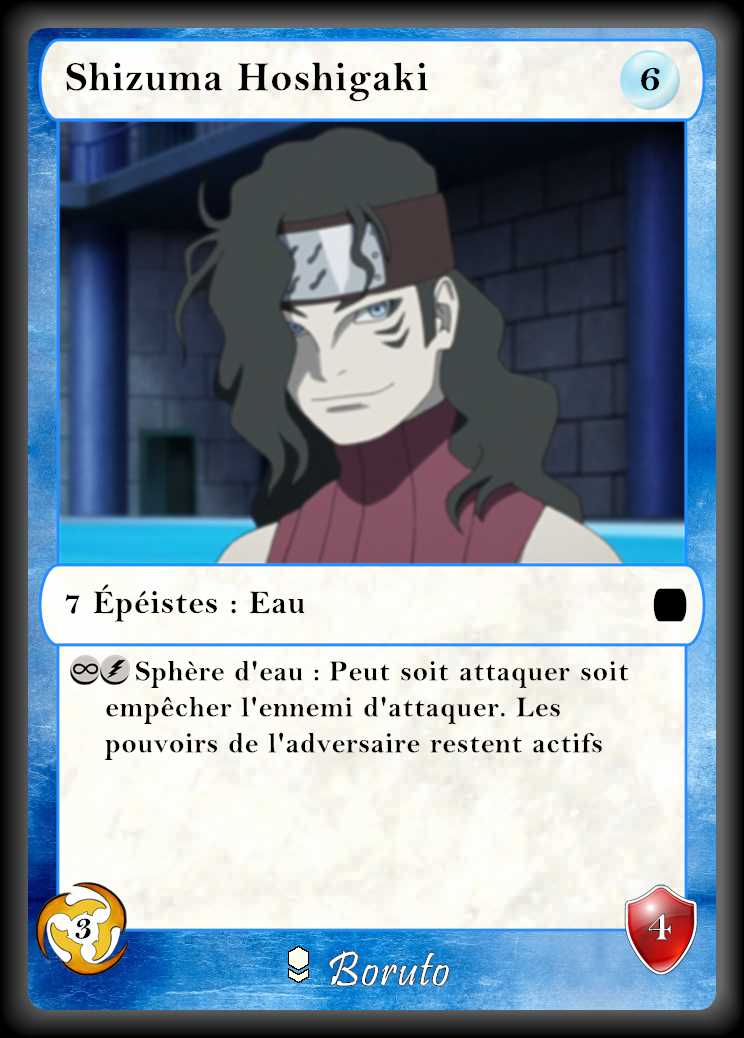 Shizuma Hoshigaki
6
7 Épéistes : Eau
Sphère d'eau : Peut soit attaquer soit
empêcher l'ennemi d'attaquer. Les
pouvoirs de l'adversaire restent actifs
3
4
Boruto